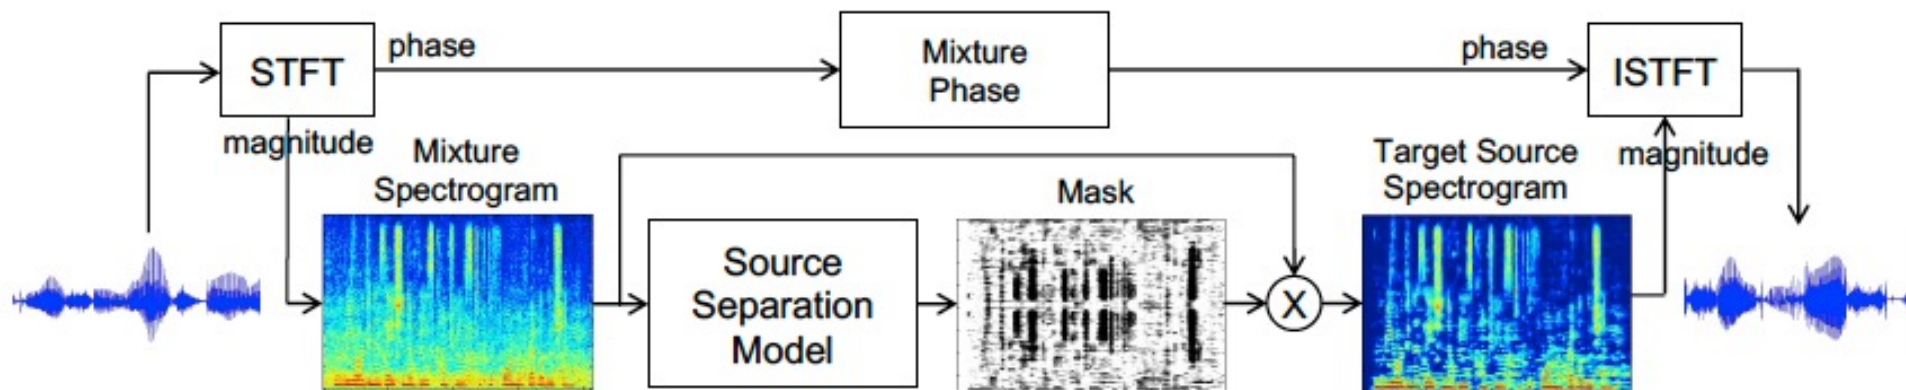 STFT
phase
Mixture
Phase
phase
ISTFT
magnitude
Mixture
Spectrogram
Source
Separation
Model
Mask
X
Target Source
Spectrogram
magnitude